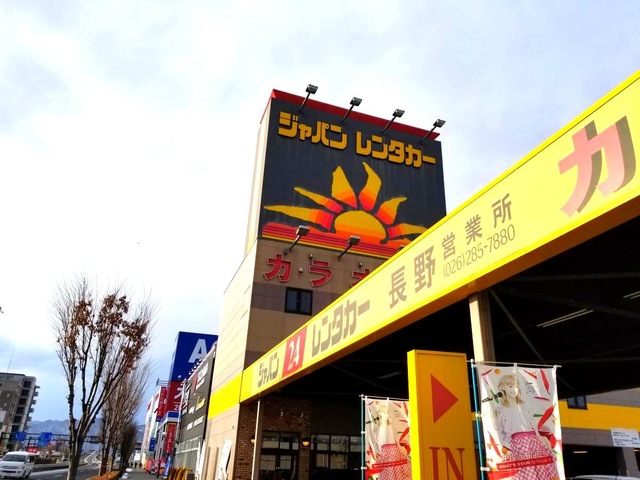 ジャパン レンタカー
カラオ
ジャパン 24 レンタカー 長野 営業所
(026)285-7880
カ
IN
A